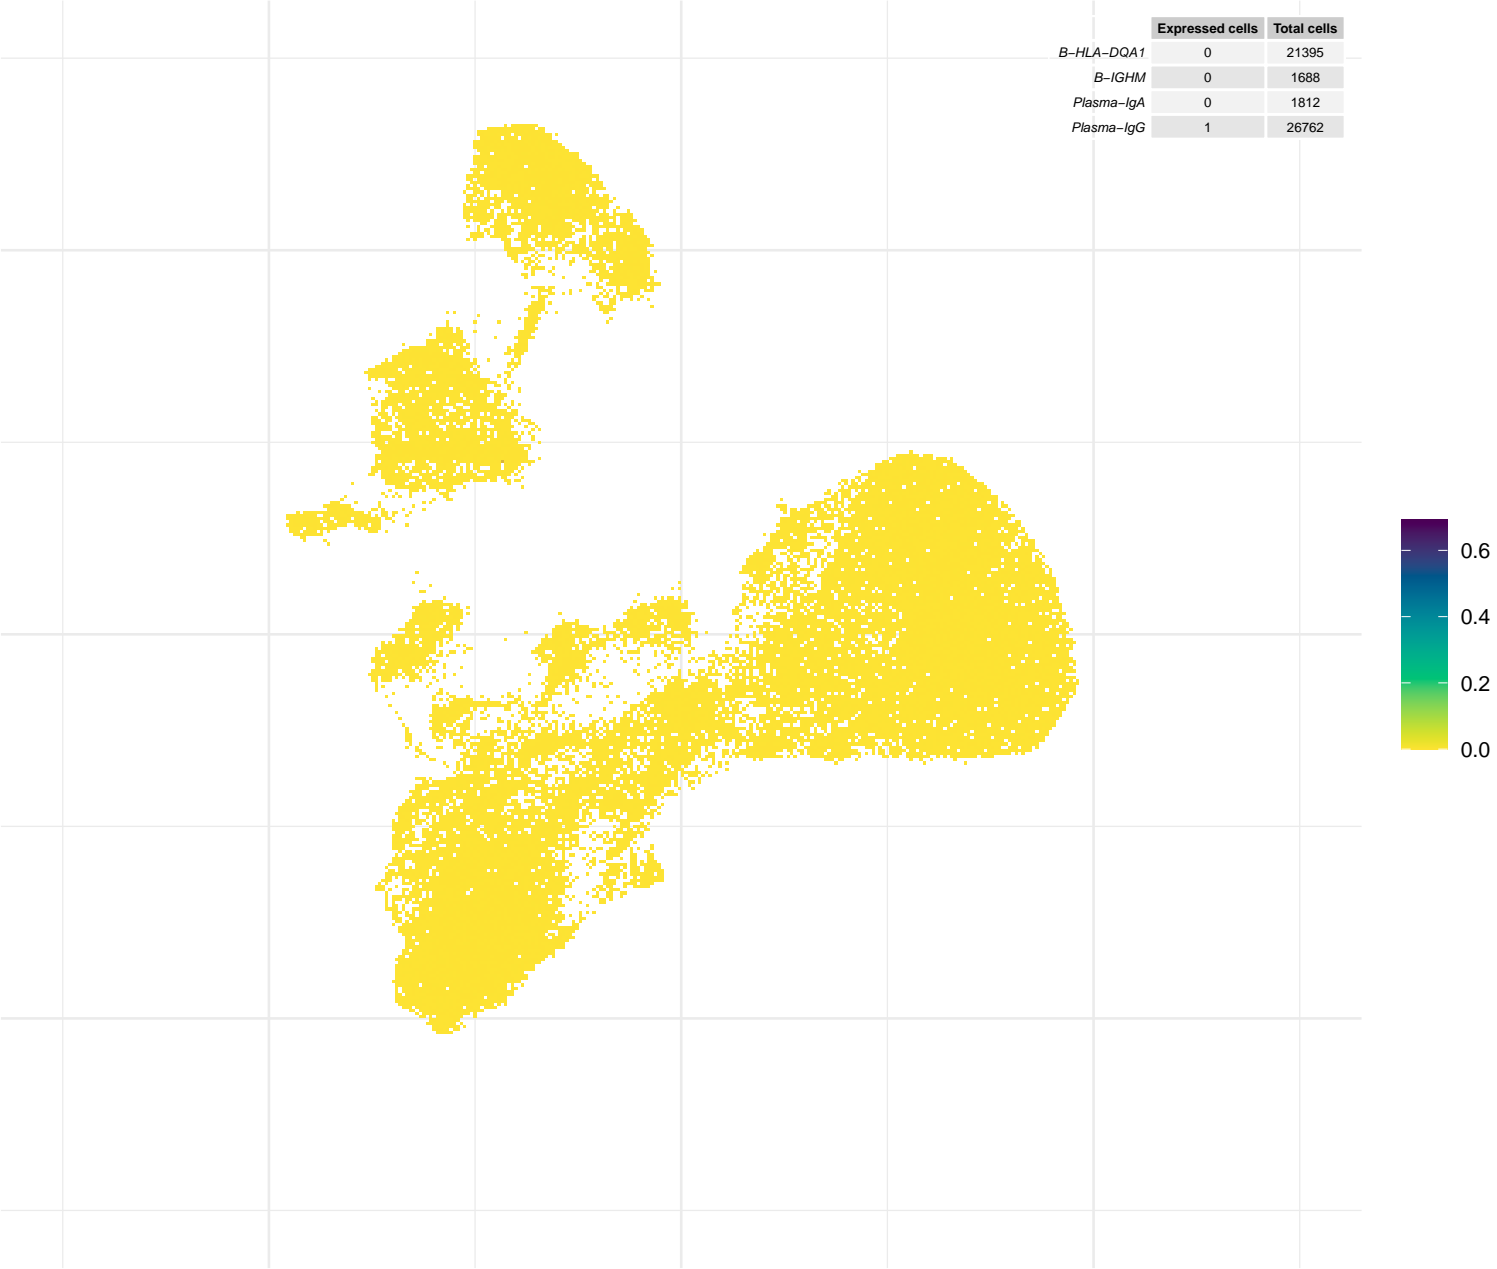 Expressed cells Total cells
B−HLA−DQA1 0 21395
B−IGHM 0 1688
Plasma−IgA 0 1812
Plasma−IgG 1 26762
0.6
0.4
0.2
0.0